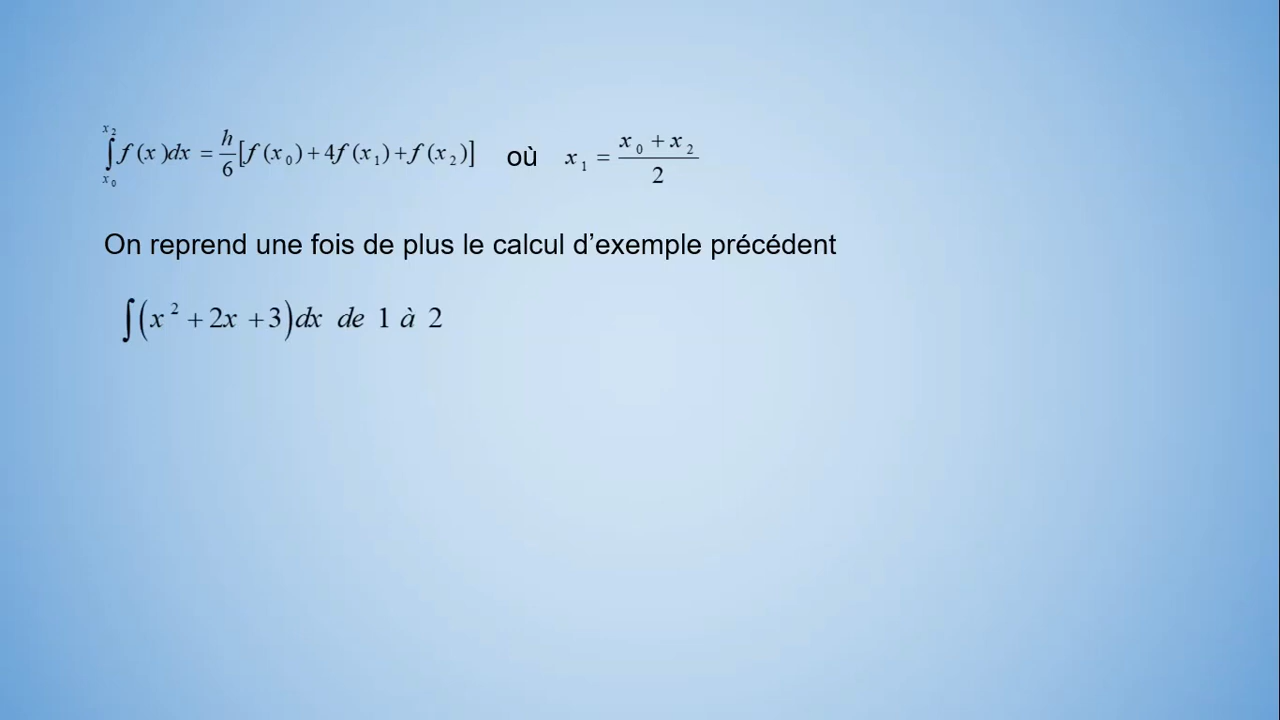 ∫_{x₀}^{x₂} f(x)dx = h/6 [f(x₀)+4f(x₁)+f(x₂)] où x₁ = (x₀ + x₂)/2
On reprend une fois de plus le calcul d’exemple précédent
∫(x² + 2x + 3)dx de 1 à 2